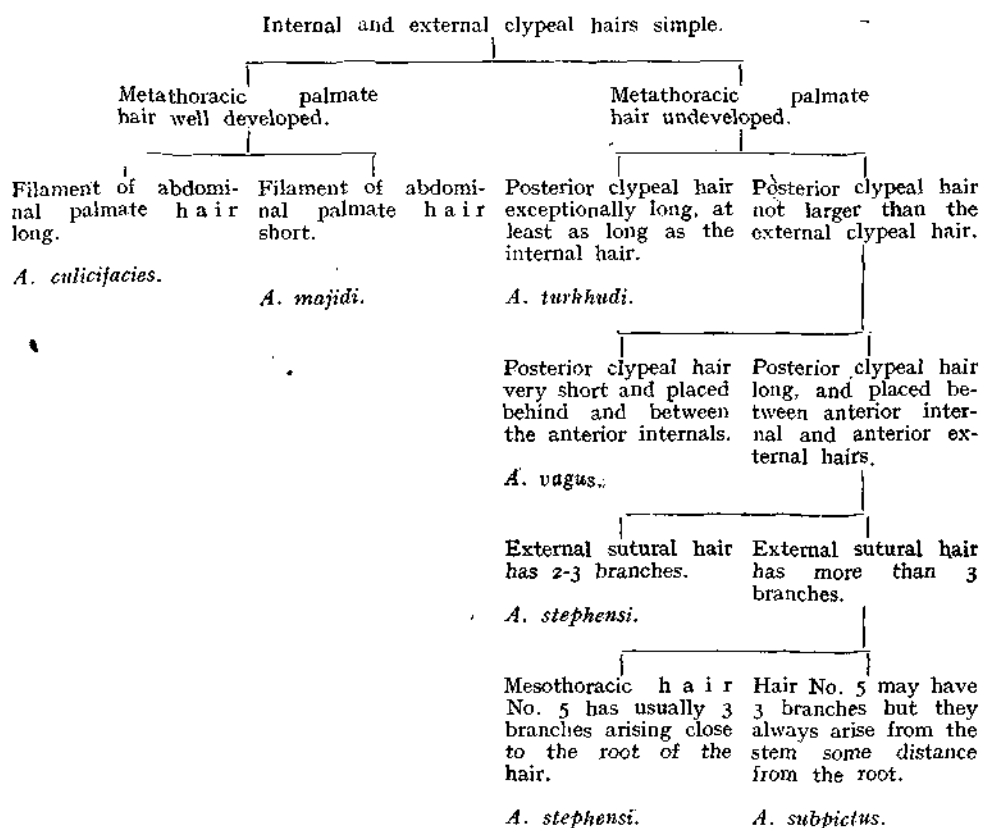 Internal and external clypeal hairs simple.
Metathoracic palmate
hair well developed.
Metathoracic palmate
hair undeveloped.
Filament of abdomi-
nal palmate hair
long.
A. culicifacies.
Filament of abdomi-
nal palmate hair
short.
A. majidi.
Posterior clypeal hair
exceptionally long, at
least as long as the
internal hair.
A. turkhudi.
Posterior clypeal hair
not larger than the
external clypeal hair.
Posterior clypeal hair
very short and placed
behind and between
the anterior internals.
A. vagus.
Posterior clypeal hair
long, and placed be-
tween anterior inter-
nal and anterior ex-
ternal hairs.
External sutural hair
has 2-3 branches.
A. stephensi.
External sutural hair
has more than 3
branches.
Mesothoracic hair
No. 5 has usually 3
branches arising close
to the root of the
hair.
A. stephensi.
Hair No. 5 may have
3 branches but they
always arise from the
stem some distance
from the root.
A. subpictus.